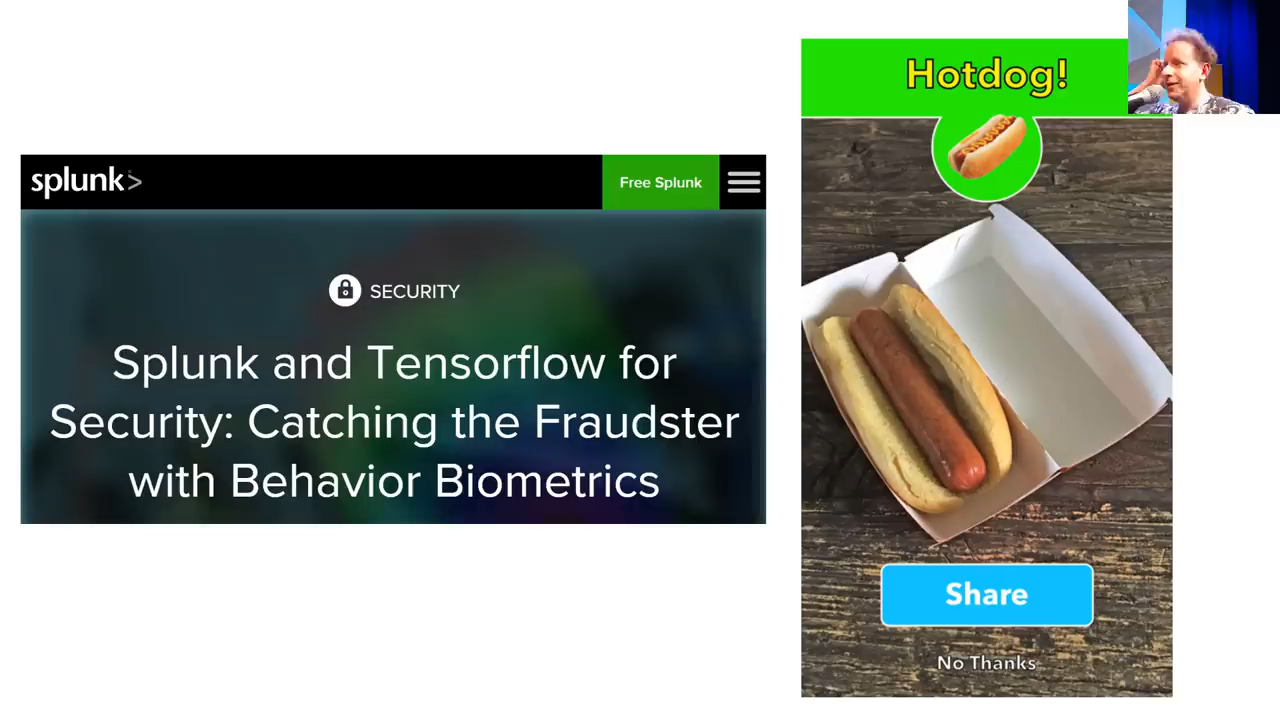 splunk>
Free Splunk
SECURITY
Splunk and Tensorflow for
Security: Catching the Fraudster
with Behavior Biometrics
Hotdog!
Share
No Thanks